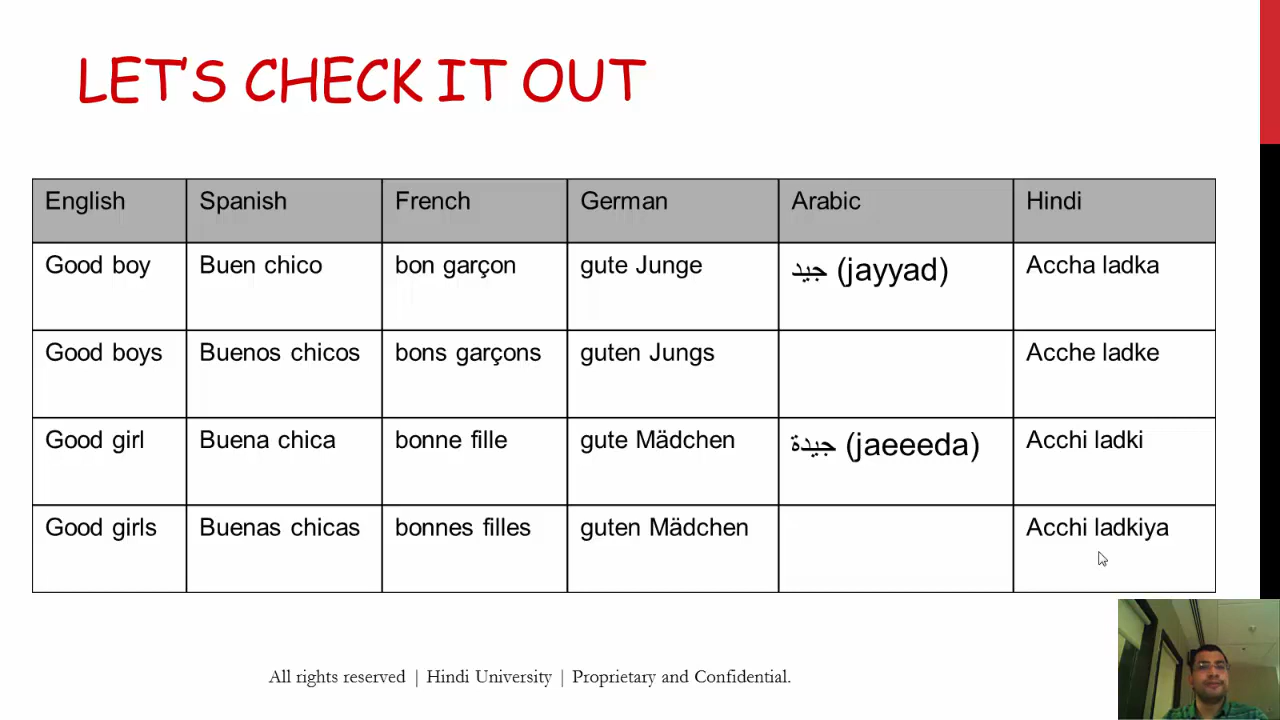 LET'S CHECK IT OUT
English Spanish French German Arabic Hindi
Good boy Buen chico bon garçon gute Junge جيد (jayyad) Accha ladka
Good boys Buenos chicos bons garçons guten Jungs Acche ladke
Good girl Buena chica bonne fille gute Mädchen جيدة (jaeeeda) Acchi ladki
Good girls Buenas chicas bonnes filles guten Mädchen Acchi ladkiya
All rights reserved | Hindi University | Proprietary and Confidential.